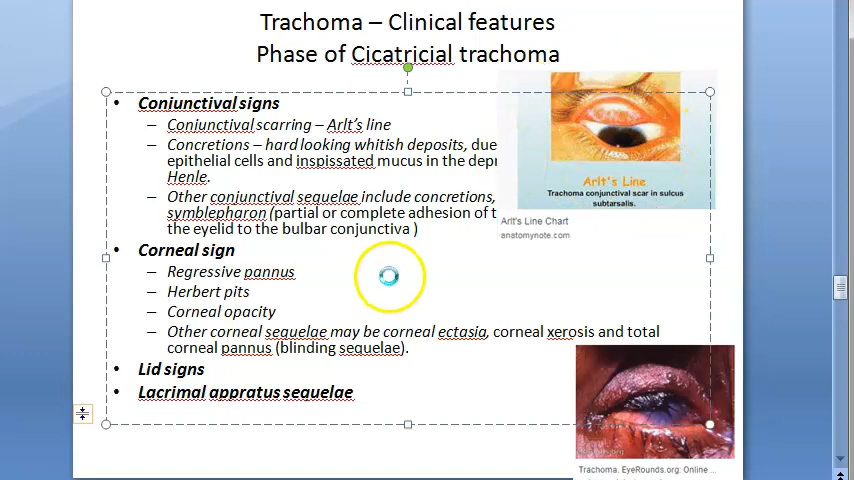 Trachoma – Clinical features
Phase of Cicatricial trachoma
• Conjunctival signs
– Conjunctival scarring – Arlt's line
– Concretions – hard looking whitish deposits, due
epithelial cells and inspissated mucus in the
Henle.
– Other conjunctival sequelae include concretions,
symblepharon (partial or complete adhesion of
the eyelid to the bulbar conjunctiva )
• Corneal sign
– Regressive pannus
– Herbert pits
– Corneal opacity
– Other corneal sequelae may be corneal ectasia, corneal xerosis and total
corneal pannus (blinding sequelae).
• Lid signs
• Lacrimal appratus sequelae
Arlt's Line
Trachoma conjunctival scar in sulcus
subtarsalis.
Arlt's Line Chart
anatomynote.com
Trachoma. EyeRounds.org: Online ...